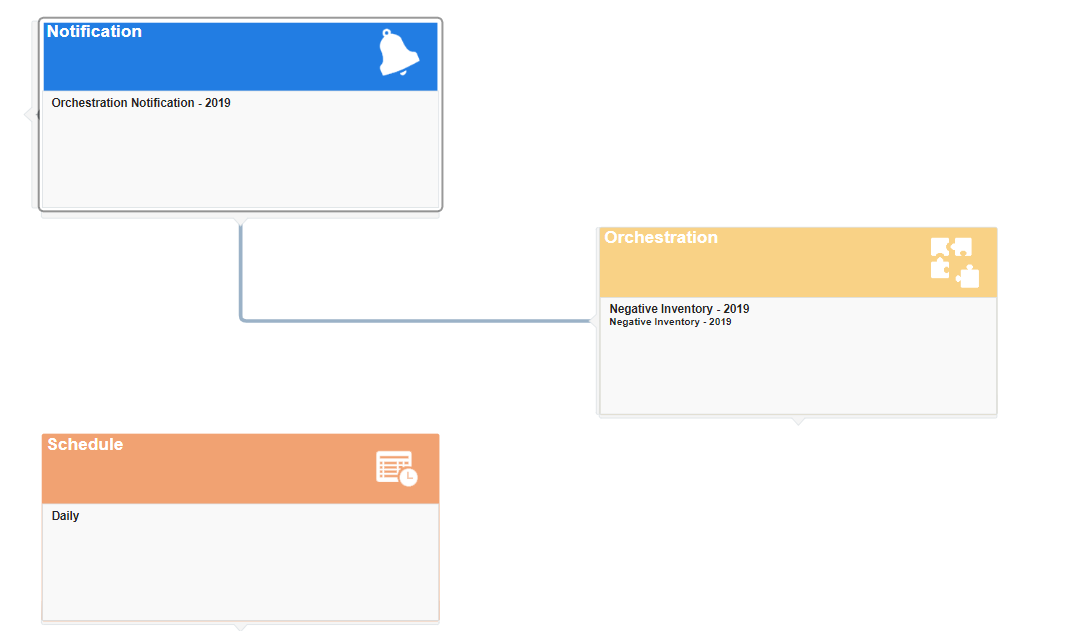 Notification
Orchestration Notification - 2019
Orchestration
Negative Inventory - 2019
Negative Inventory - 2019
Schedule
Daily